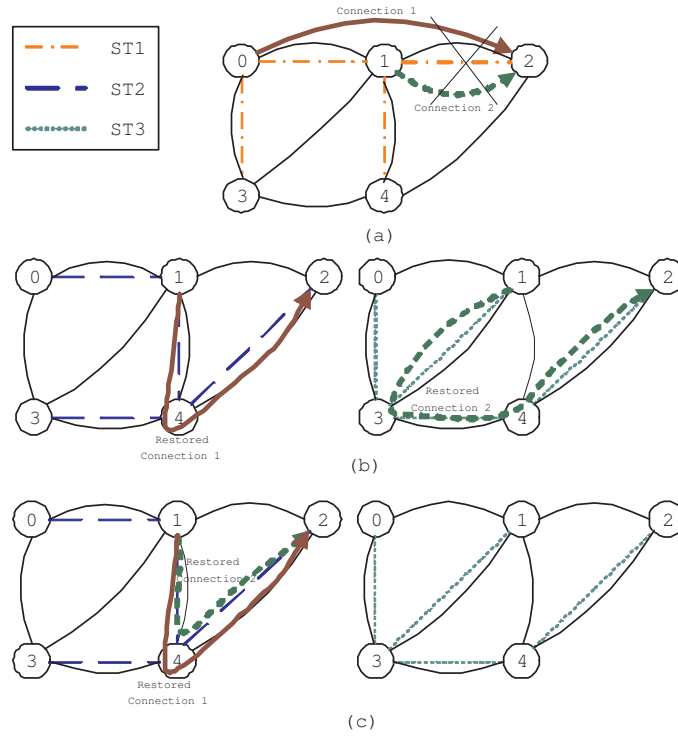 ST1
ST2
ST3
Connection 1
0
1
2
Connection 2
3
4
(a)
0
1
2
3
4
Restored
Connection 1
0
1
2
Restored
Connection 2
3
4
(b)
0
1
2
Restored
Connection 2
3
4
Restored
Connection 1
0
1
2
3
4
(c)